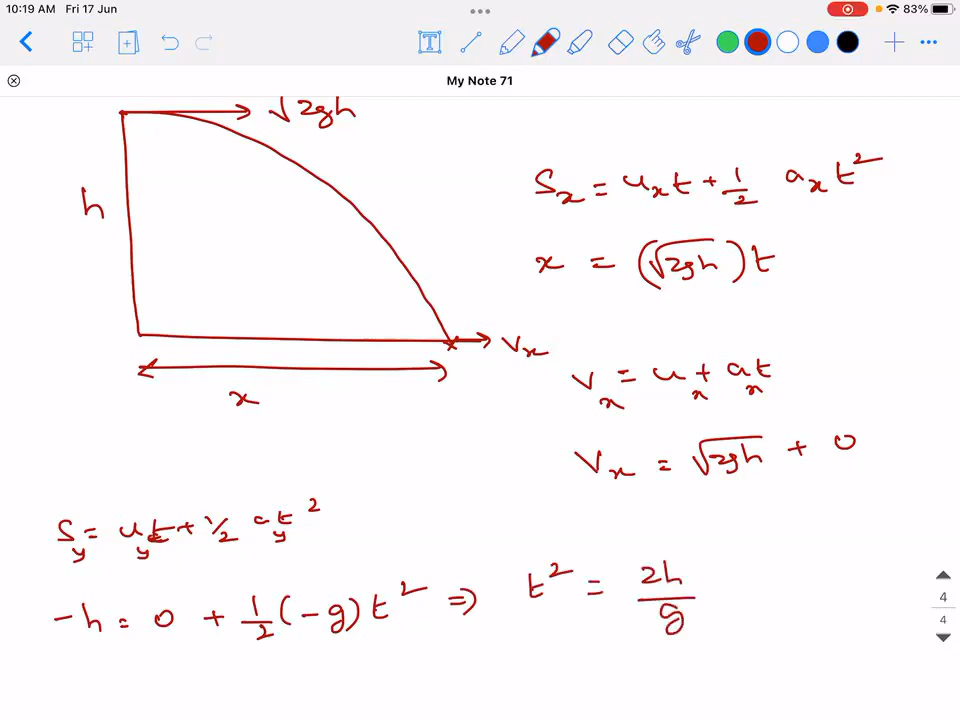 10:19 AM Fri 17 Jun
83%
My Note 71
√2gh
h
Sx = uxt + 1/2 axt²
x = (√2gh)t
Vx
x
Vx = ux + axt
Vx = √2gh + 0
Sy = uyt + 1/2 ayt²
-h = 0 + 1/2 (-g)t² ⇒ t² = 2h/g
4
4